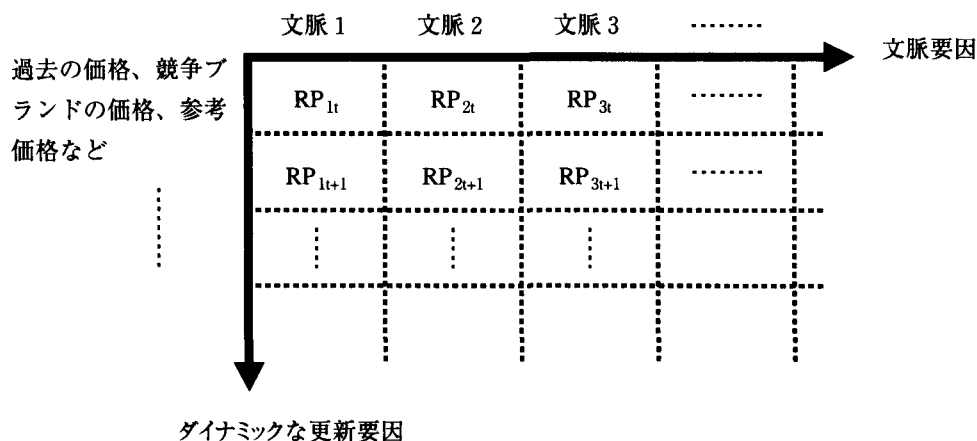 文脈 1 文脈 2 文脈 3 ………
文脈要因
過去の価格、競争ブ
ランドの価格、参考
価格など
RP1t RP2t RP3t ………
RP1t+1 RP2t+1 RP3t+1 ………
ダイナミックな更新要因